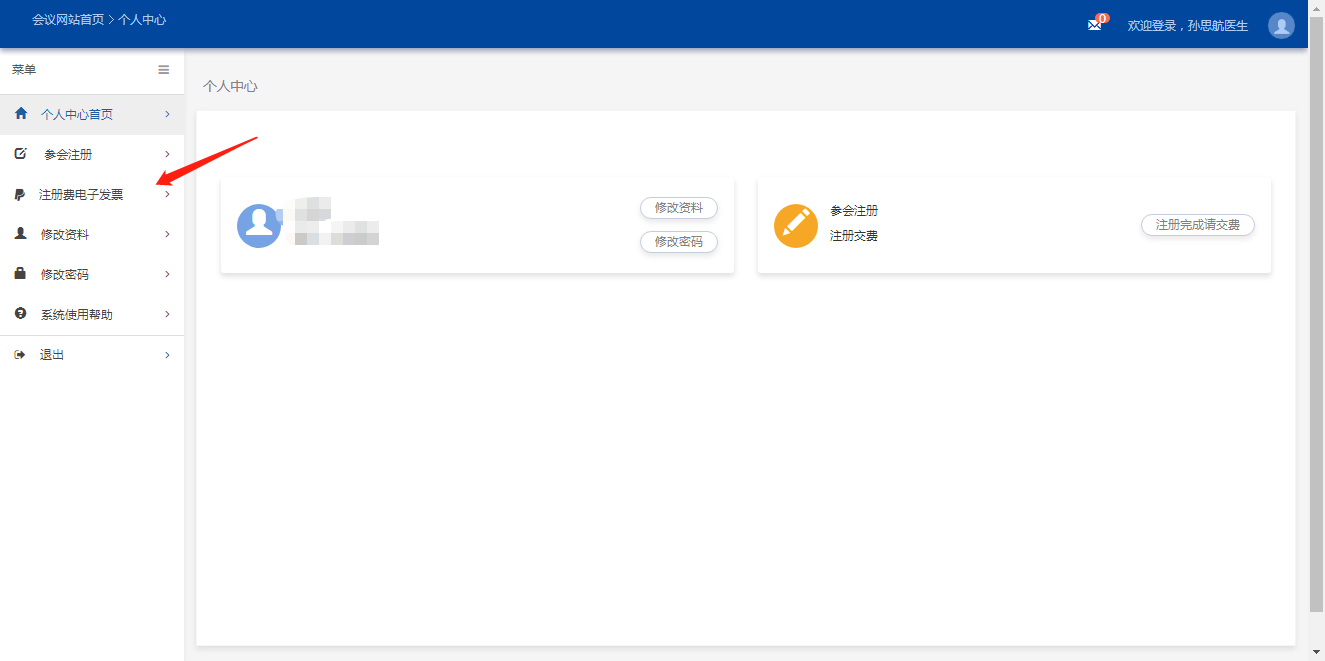 会议网站首页 > 个人中心
0
欢迎登录，孙思航医生
菜单
个人中心首页
参会注册
注册费电子发票
修改资料
修改密码
系统使用帮助
退出
个人中心
修改资料
修改密码
参会注册
注册交费
注册完成请交费